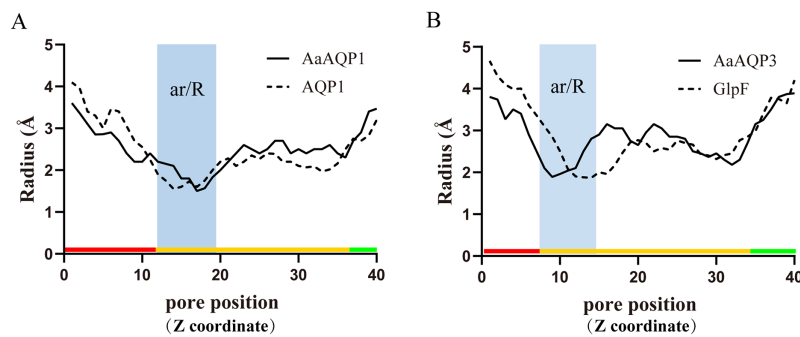 A
Radius (Å
5
4
3
2
1
0
ar/R
AaAQP1
AQP1
0 10 20 30 40
pore position
(Z coordinate)
B
Radius (Å
5
4
3
2
1
0
ar/R
AaAQP3
GlpF
0 10 20 30 40
pore position
(Z coordinate)